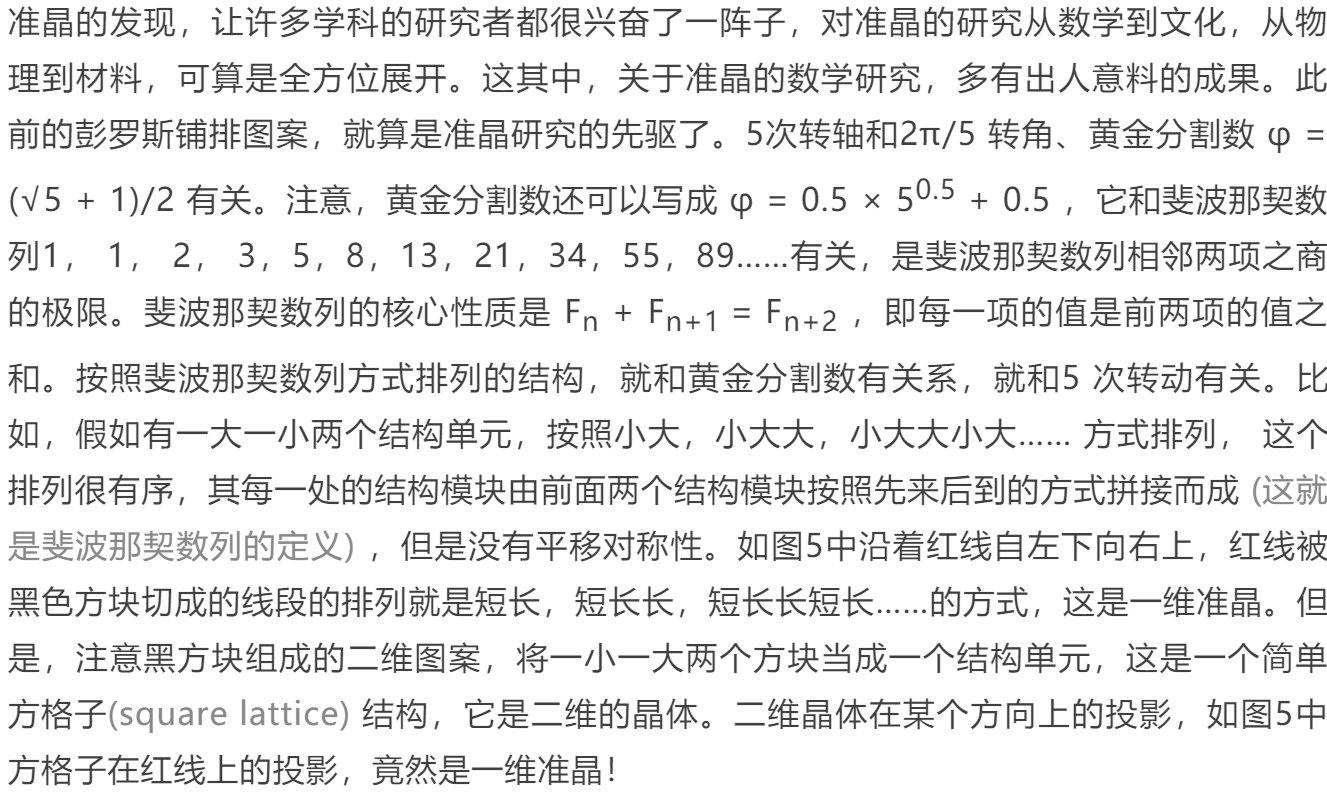 准晶的发现，让许多学科的研究者都很兴奋了一阵子，对准晶的研究从数学到文化，从物
理到材料，可算是全方位展开。这其中，关于准晶的数学研究，多有出人意料的成果。此
前的彭罗斯铺排图案，就算是准晶研究的先驱了。5次转轴和2π/5 转角、黄金分割数 φ =
(√5 + 1)/2 有关。注意，黄金分割数还可以写成 φ = 0.5 × 5^0.5 + 0.5 ，它和斐波那契数
列1， 1， 2， 3，5，8，13，21，34，55，89……有关，是斐波那契数列相邻两项之商
的极限。斐波那契数列的核心性质是 F_n + F_{n+1} = F_{n+2} ，即每一项的值是前两项的值之
和。按照斐波那契数列方式排列的结构，就和黄金分割数有关系，就和5 次转动有关。比
如，假如有一大一小两个结构单元，按照小大，小大大，小大大小大…… 方式排列， 这个
排列很有序，其每一处的结构模块由前面两个结构模块按照先来后到的方式拼接而成 (这就
是斐波那契数列的定义) ，但是没有平移对称性。如图5中沿着红线自左下向右上，红线被
黑色方块切成的线段的排列就是短长，短长长，短长长短长……的方式，这是一维准晶。但
是，注意黑方块组成的二维图案，将一小一大两个方块当成一个结构单元，这是一个简单
方格子(square lattice) 结构，它是二维的晶体。二维晶体在某个方向上的投影，如图5中
方格子在红线上的投影，竟然是一维准晶！